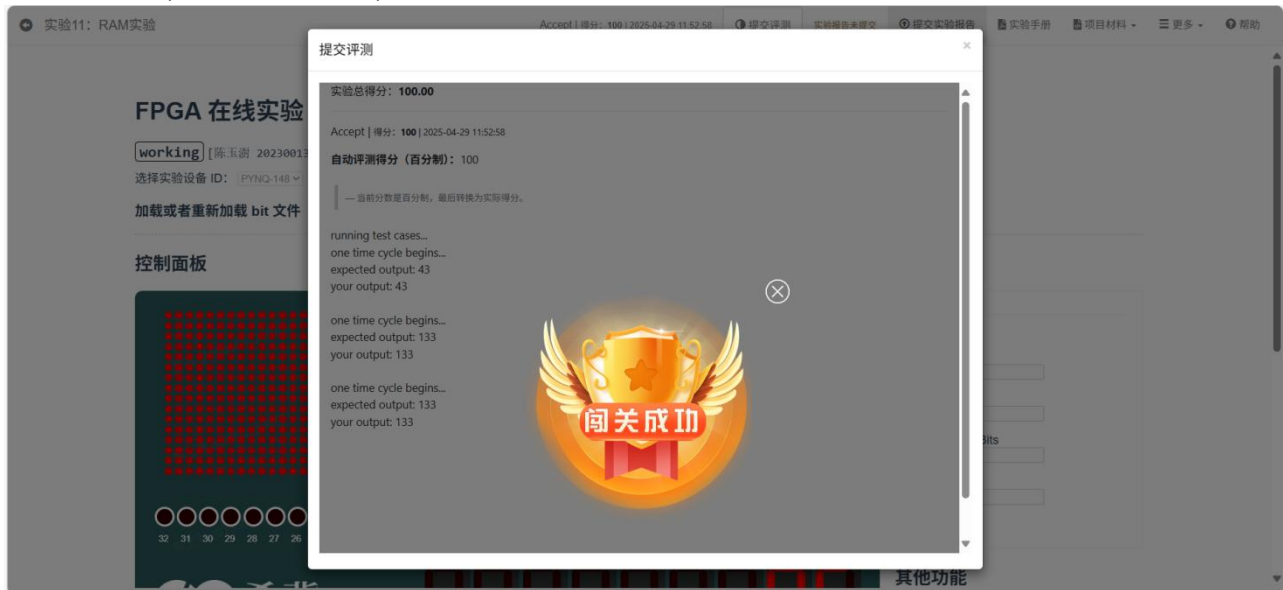 实验11：RAM实验
Accept | 得分：100 | 2025-04-29 11:52:58
提交评测
实验报告未提交
提交实验报告
实验手册
项目材料
更多
帮助
提交评测
×
实验总得分：100.00
Accept | 得分：100 | 2025-04-29 11:52:58
自动评测得分（百分制）：100
— 当前分数是百分制，最后转换为实际得分。
running test cases...
one time cycle begins...
expected output: 43
your output: 43
one time cycle begins...
expected output: 133
your output: 133
one time cycle begins...
expected output: 133
your output: 133
闯关成功
FPGA 在线实验
working [陈玉澍 20230013
选择实验设备 ID： PYNQ-148
加载或者重新加载 bit 文件
控制面板
32 31 30 29 28 27 26
Bits
其他功能